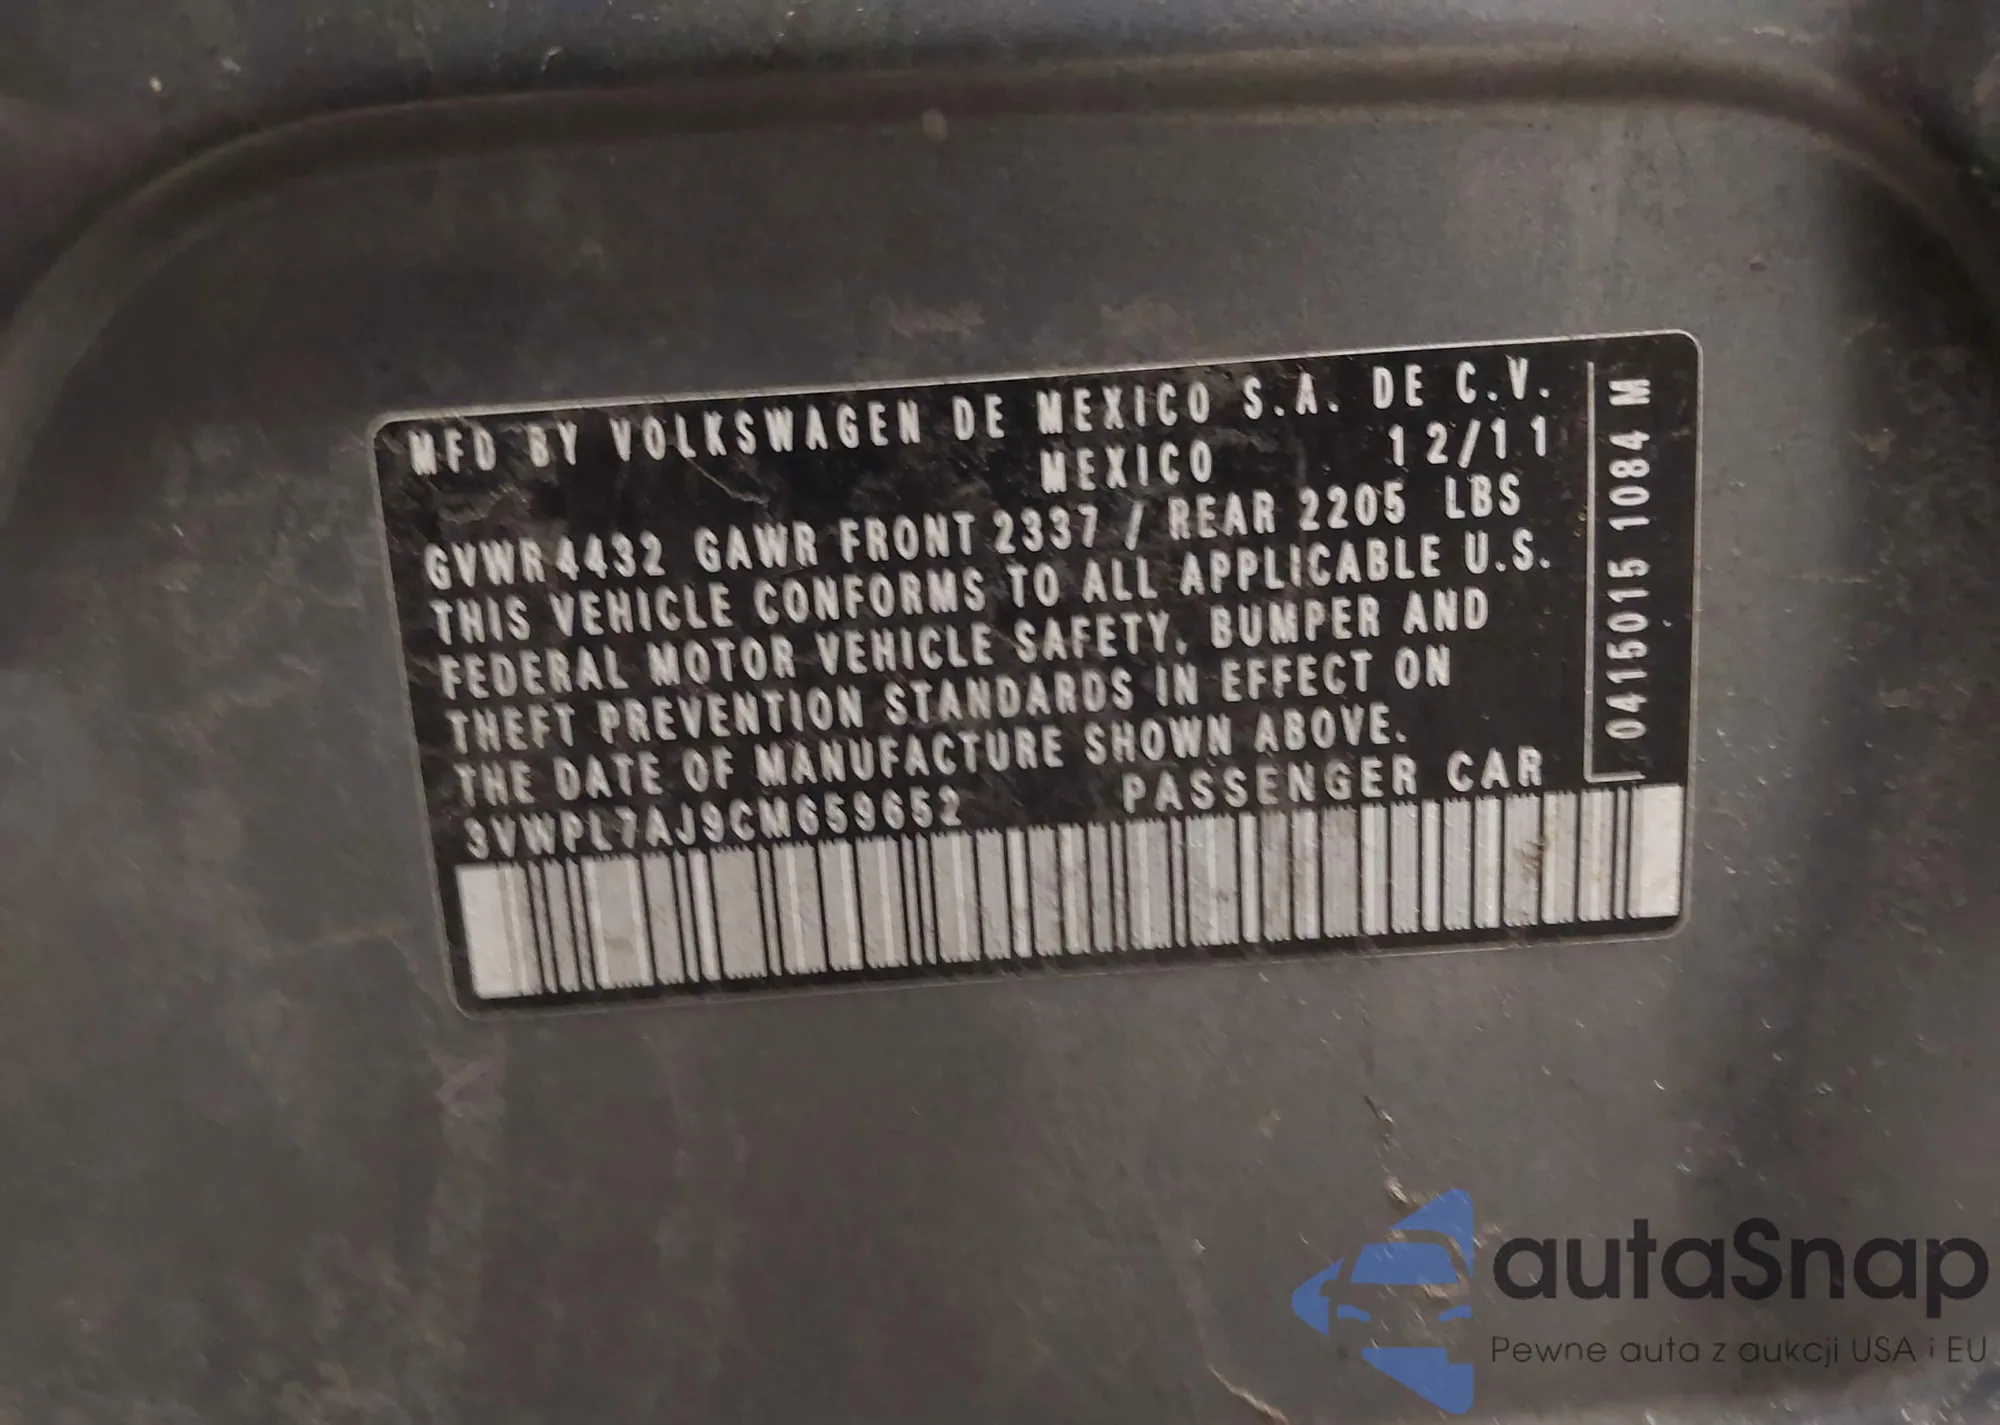 MFD BY VOLKSWAGEN DE MEXICO S.A. DE C.V.
MEXICO 12/11
GVWR 4432 GAWR FRONT 2337 / REAR 2205 LBS
THIS VEHICLE CONFORMS TO ALL APPLICABLE U.S.
FEDERAL MOTOR VEHICLE SAFETY, BUMPER AND
THEFT PREVENTION STANDARDS IN EFFECT ON
THE DATE OF MANUFACTURE SHOWN ABOVE.
3VWPL7AJ9CM659652 PASSENGER CAR
0415015 1084 M
autaSnap
Pewne auta z aukcji USA i EU